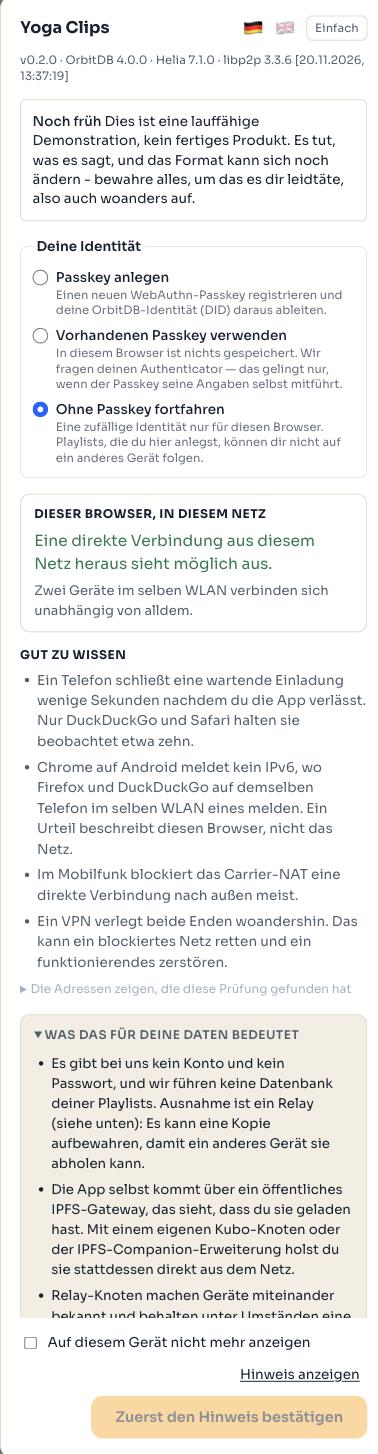 Yoga Clips
Einfach
v0.2.0 · OrbitDB 4.0.0 · Helia 7.1.0 · libp2p 3.3.6 [20.11.2026,
13:37:19]
Noch früh Dies ist eine lauffähige
Demonstration, kein fertiges Produkt. Es tut,
was es sagt, und das Format kann sich noch
ändern – bewahre alles, um das es dir leidtäte,
also auch woanders auf.
Deine Identität
Passkey anlegen
Einen neuen WebAuthn-Passkey registrieren und
deine OrbitDB-Identität (DID) daraus ableiten.
Vorhandenen Passkey verwenden
In diesem Browser ist nichts gespeichert. Wir
fragen deinen Authenticator — das gelingt nur,
wenn der Passkey seine Angaben selbst mitführt.
Ohne Passkey fortfahren
Eine zufällige Identität nur für diesen Browser.
Playlists, die du hier anlegst, können dir nicht auf
ein anderes Gerät folgen.
DIESER BROWSER, IN DIESEM NETZ
Eine direkte Verbindung aus diesem
Netz heraus sieht möglich aus.
Zwei Geräte im selben WLAN verbinden sich
unabhängig von alldem.
GUT ZU WISSEN
• Ein Telefon schließt eine wartende Einladung
wenige Sekunden nachdem du die App verlässt.
Nur DuckDuckGo und Safari halten sie
beobachtet etwa zehn.
• Chrome auf Android meldet kein IPv6, wo
Firefox und DuckDuckGo auf demselben
Telefon im selben WLAN eines melden. Ein
Urteil beschreibt diesen Browser, nicht das
Netz.
• Im Mobilfunk blockiert das Carrier-NAT eine
direkte Verbindung nach außen meist.
• Ein VPN verlegt beide Enden woandershin. Das
kann ein blockiertes Netz retten und ein
funktionierendes zerstören.
▶ Die Adressen zeigen, die diese Prüfung gefunden hat
▼ WAS DAS FÜR DEINE DATEN BEDEUTET
• Es gibt bei uns kein Konto und kein
Passwort, und wir führen keine Datenbank
deiner Playlists. Ausnahme ist ein Relay
(siehe unten): Es kann eine Kopie
aufbewahren, damit ein anderes Gerät sie
abholen kann.
• Die App selbst kommt über ein öffentliches
IPFS-Gateway, das sieht, dass du sie geladen
hast. Mit einem eigenen Kubo-Knoten oder
der IPFS-Companion-Erweiterung holst du
sie stattdessen direkt aus dem Netz.
• Relay-Knoten machen Geräte miteinander
bekannt und behalten unter Umständen eine
Auf diesem Gerät nicht mehr anzeigen
Hinweis anzeigen
Zuerst den Hinweis bestätigen